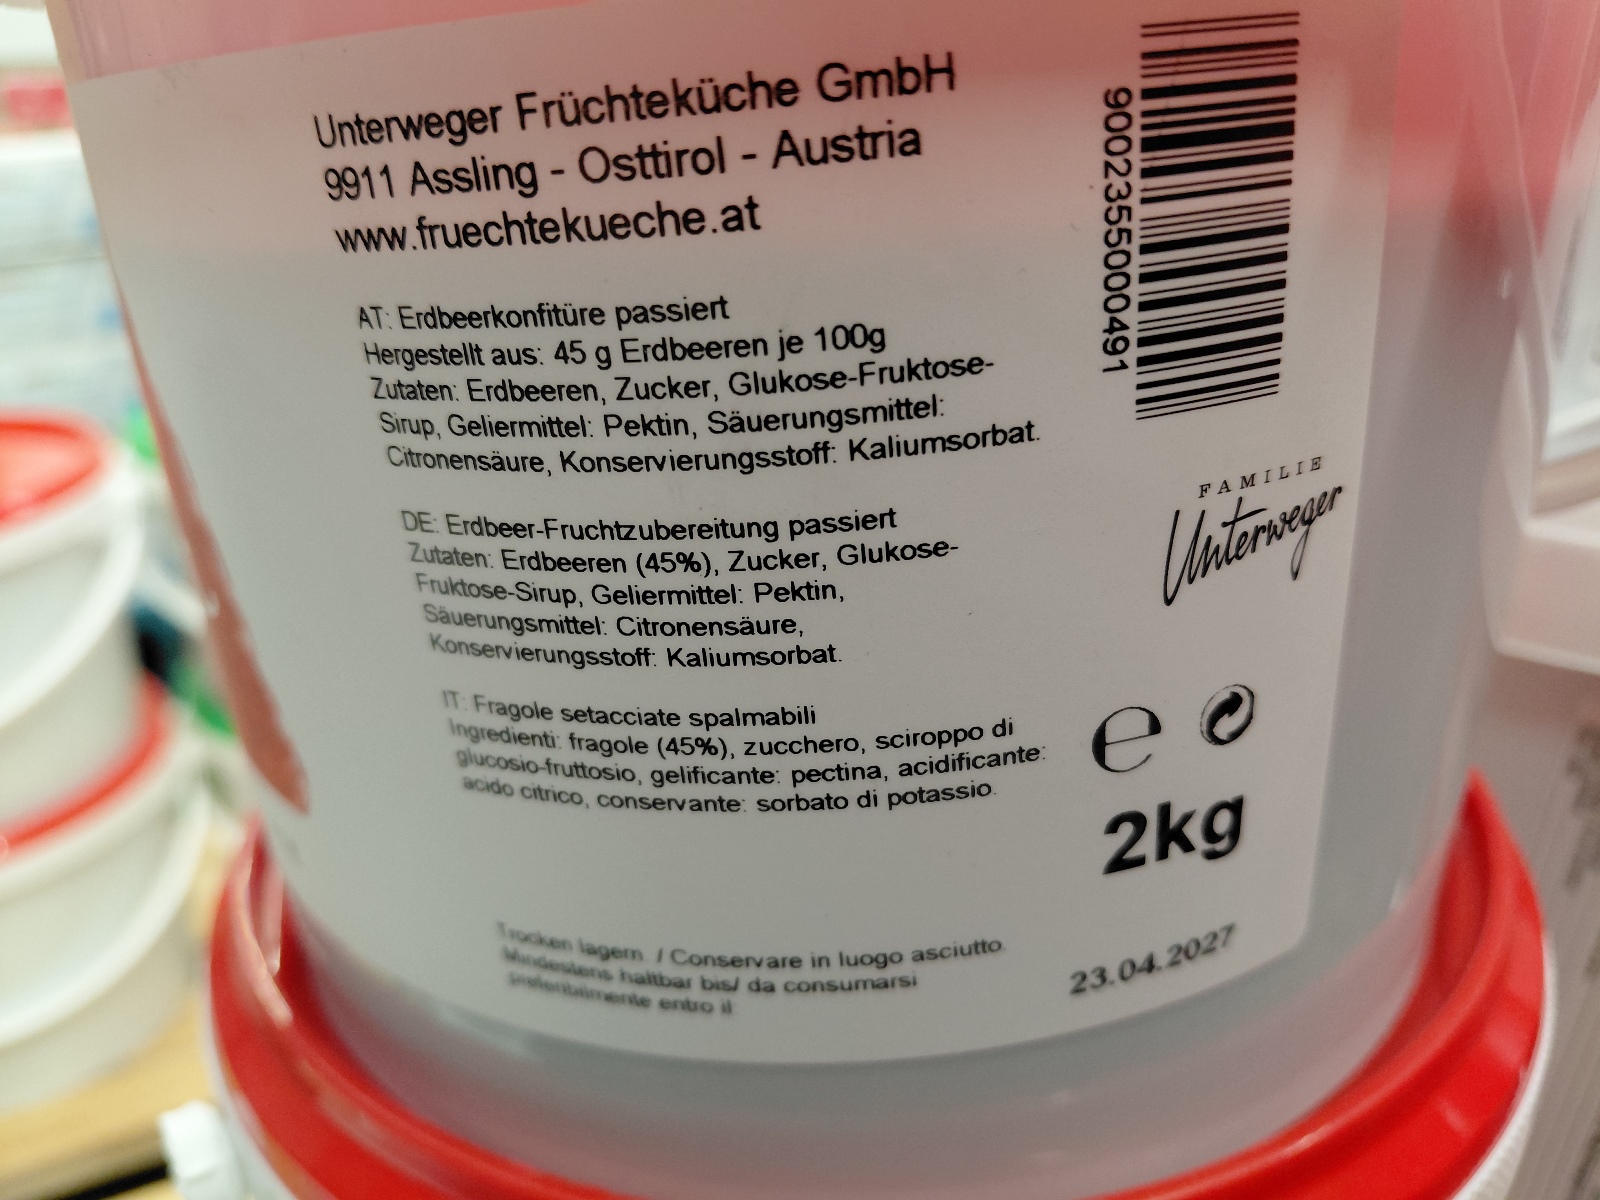 Unterweger Früchteküche GmbH
9911 Assling - Osttirol - Austria
www.fruechtekueche.at
AT: Erdbeerkonfitüre passiert
Hergestellt aus: 45 g Erdbeeren je 100g
Zutaten: Erdbeeren, Zucker, Glukose-Fruktose-
Sirup, Geliermittel: Pektin, Säuerungsmittel:
Citronensäure, Konservierungsstoff: Kaliumsorbat.
DE: Erdbeer-Fruchtzubereitung passiert
Zutaten: Erdbeeren (45%), Zucker, Glukose-
Fruktose-Sirup, Geliermittel: Pektin,
Säuerungsmittel: Citronensäure,
Konservierungsstoff: Kaliumsorbat.
IT: Fragole setacciate spalmabili
Ingredienti: fragole (45%), zucchero, sciroppo di
glucosio-fruttosio, gelificante: pectina, acidificante:
acido citrico, conservante: sorbato di potassio.
Trocken lagern. / Conservare in luogo asciutto.
Mindestens haltbar bis/ da consumarsi
preferibilmente entro il:
9002355000491
FAMILIE
Unterweger
e
2kg
23.04.2027